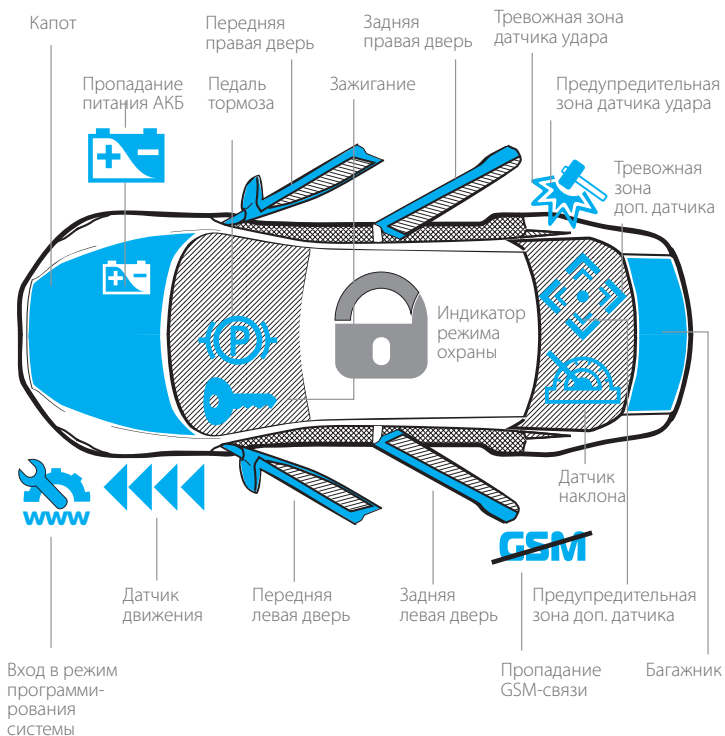 Капот
Передняя
правая дверь
Задняя
правая дверь
Тревожная зона
датчика удара
Пропадание
питания АКБ
Педаль
тормоза
Зажигание
Предупредительная
зона датчика удара
Тревожная
зона
доп. датчика
Индикатор
режима
охраны
P
Датчик
наклона
www
GSM
Датчик
движения
Передняя
левая дверь
Задняя
левая дверь
Предупредительная
зона доп. датчика
Вход в режим
программи-
рования
системы
Пропадание
GSM-связи
Багажник